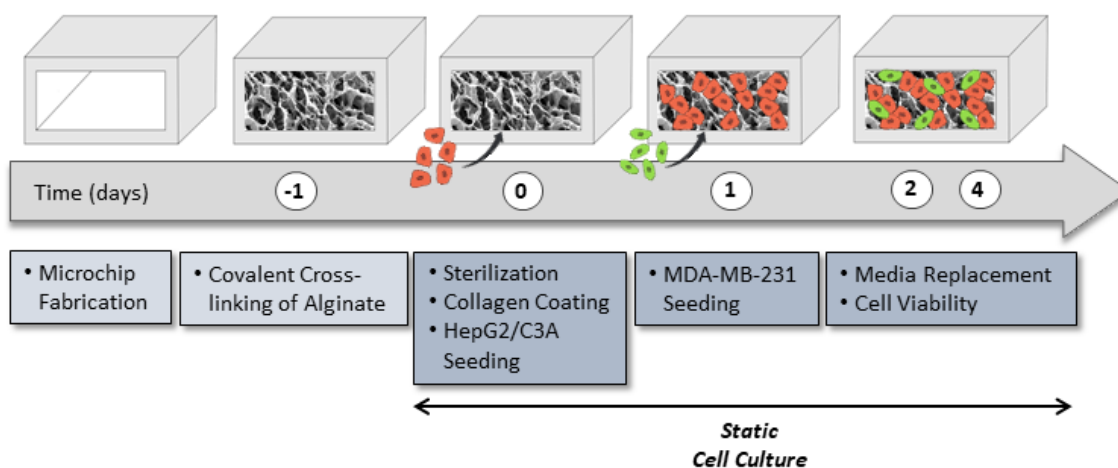 Time (days)
-1
0
1
2
4
• Microchip
Fabrication
• Covalent Cross-
linking of Alginate
• Sterilization
• Collagen Coating
• HepG2/C3A
Seeding
• MDA-MB-231
Seeding
• Media Replacement
• Cell Viability
Static
Cell Culture